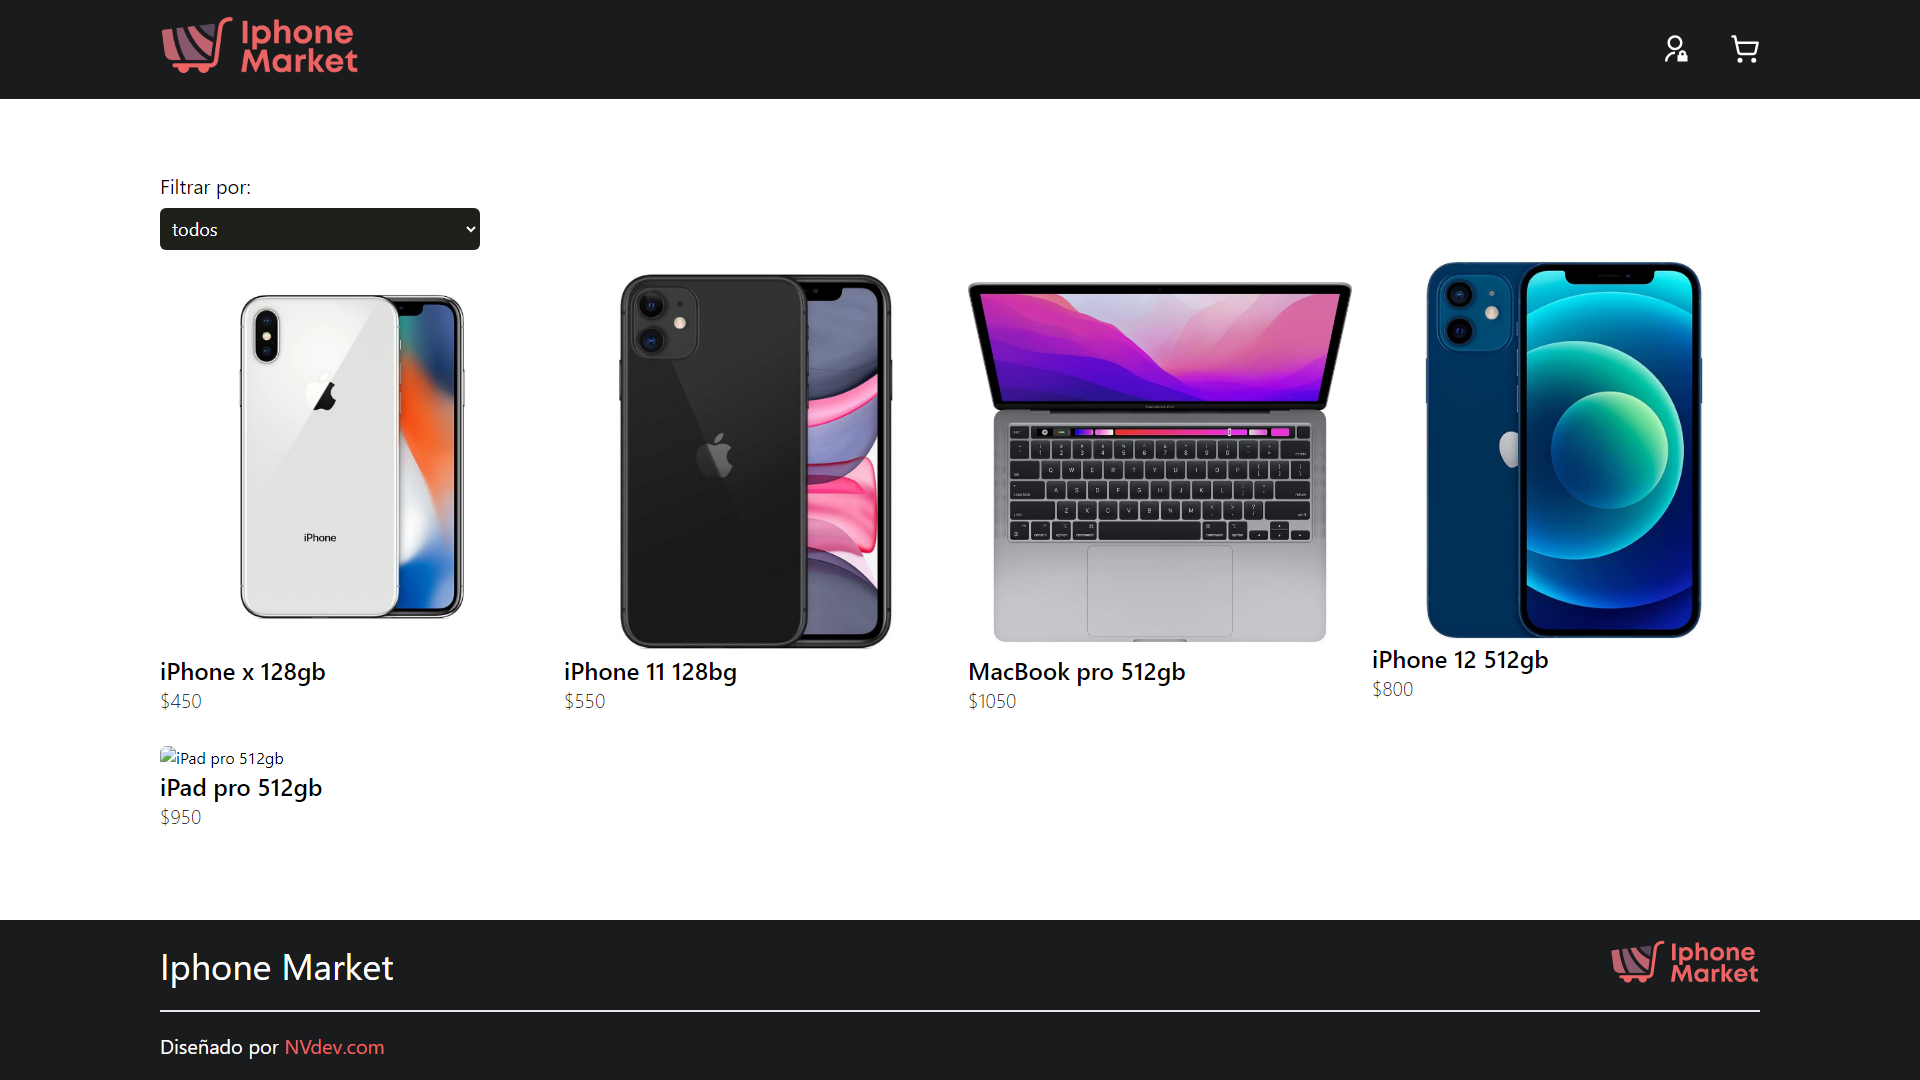 Iphone
Market
Filtrar por:
todos
iPhone
iPhone x 128gb
$450
iPhone 11 128bg
$550
MacBook pro 512gb
$1050
iPhone 12 512gb
$800
iPad pro 512gb
iPad pro 512gb
$950
Iphone Market
Iphone
Market
Diseñado por NVdev.com